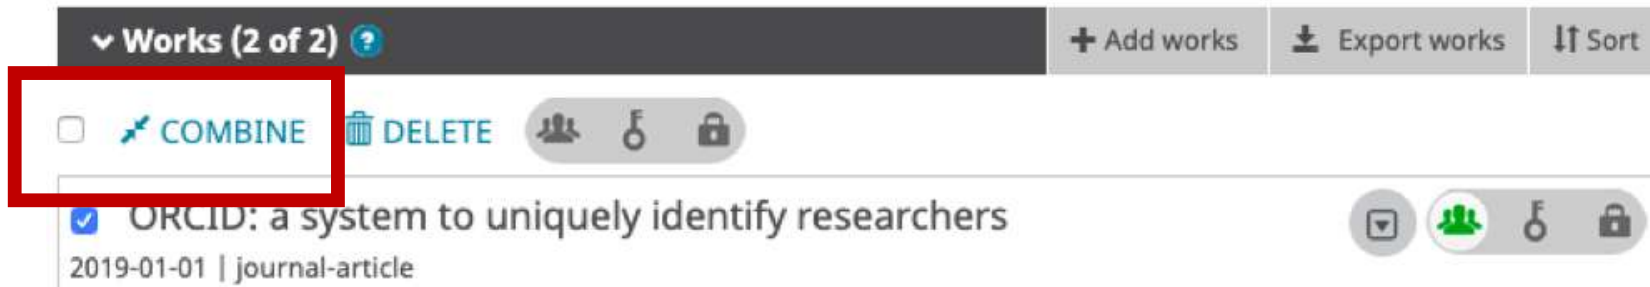 Works (2 of 2) ?
Add works
Export works
Sort
COMBINE
DELETE
ORCID: a system to uniquely identify researchers
2019-01-01 | journal-article